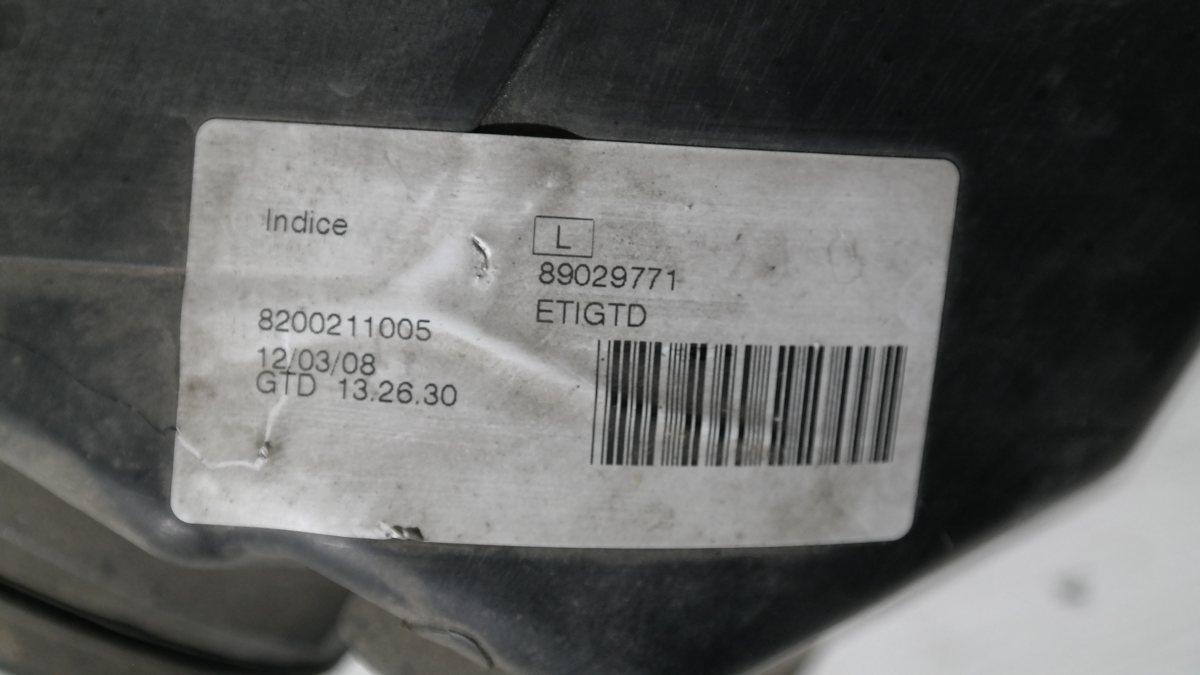 Indice
L
89029771
ETIGTD
8200211005
12/03/08
GTD 13.26.30